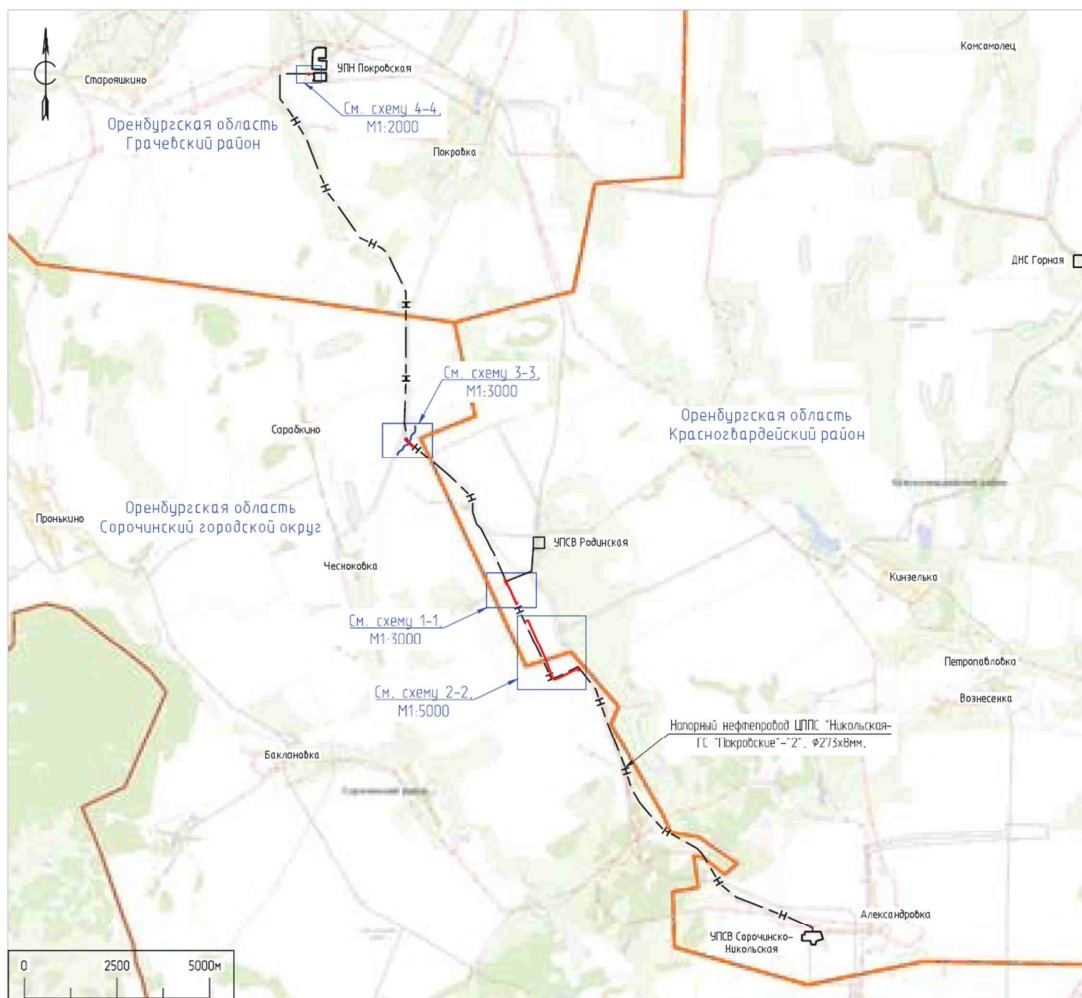 Комсомолец
УПН Покровская
Старояшкино
См. схему 4-4,
М1:2000
Оренбургская область
Грачевский район
Покровка
ДНС Горная
См. схему 3-3,
М1:3000
Оренбургская область
Красногвардейский район
Сарабкино
Оренбургская область
Сорочинский городской округ
Пронькино
УПСВ Родинская
Чесноковка
Кинзелька
См. схему 1-1,
М1:3000
Петропавловка
См. схему 2-2,
М1:5000
Вознесенка
Напорный нефтепровод ЦППС "Никольская-
ГС "Покровские"-"2". Ф273х8мм.
Баклановка
Александровка
УПСВ Сорочинско-
Никольская
0 2500 5000м